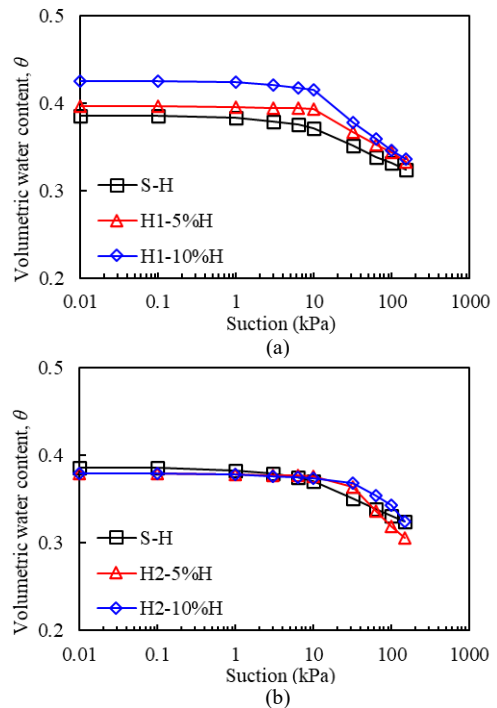 0.5
0.4
0.3
0.2
Volumetric water content, θ
S-H
H1-5%H
H1-10%H
0.01 0.1 1 10 100 1000
Suction (kPa)
(a)
0.5
0.4
0.3
0.2
Volumetric water content, θ
S-H
H2-5%H
H2-10%H
0.01 0.1 1 10 100 1000
Suction (kPa)
(b)